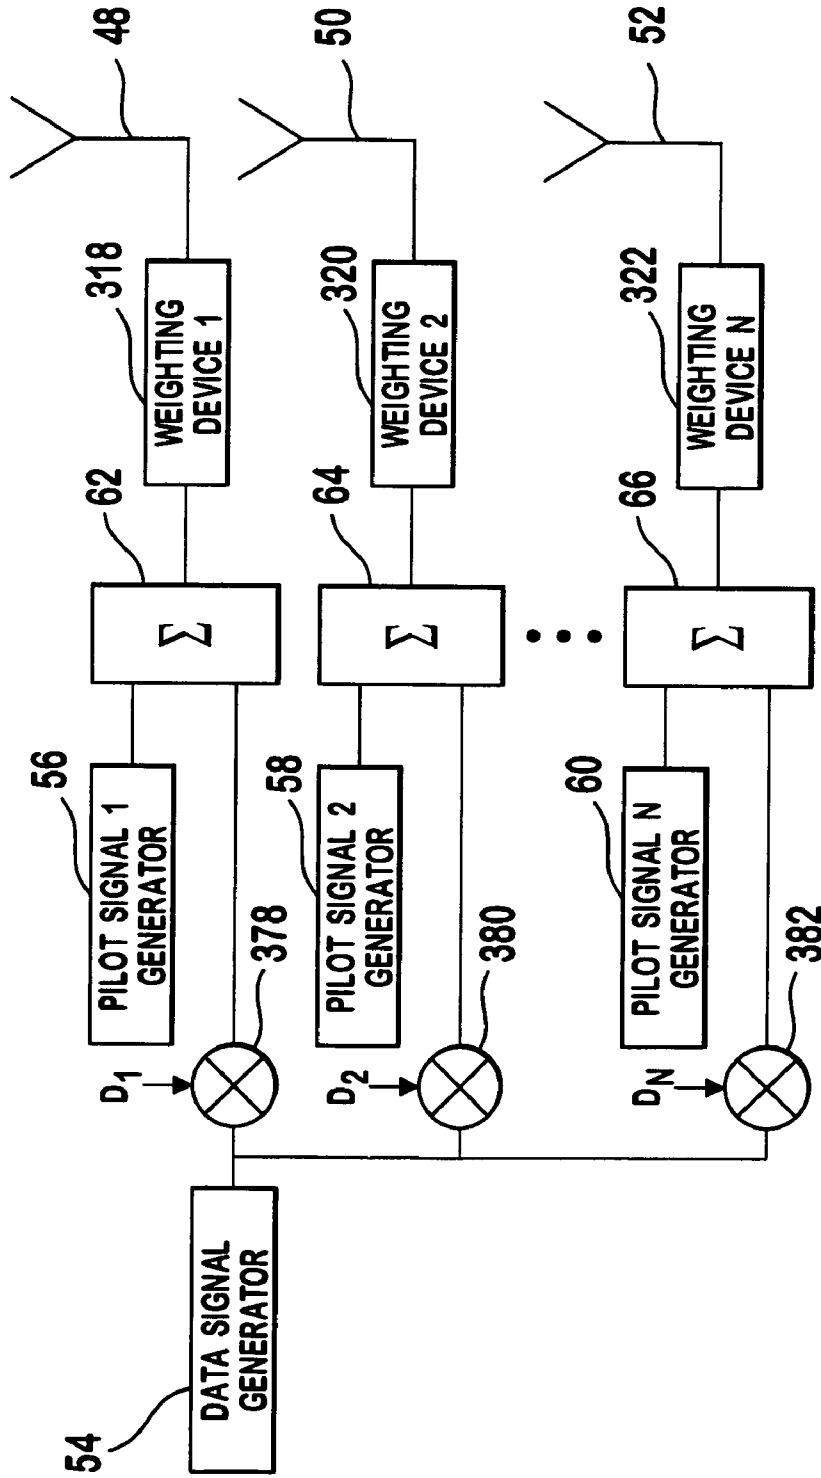 54
DATA SIGNAL
GENERATOR
D1
378
56
PILOT SIGNAL 1
GENERATOR
62
Σ
318
WEIGHTING
DEVICE 1
48
D2
380
58
PILOT SIGNAL 2
GENERATOR
64
Σ
320
WEIGHTING
DEVICE 2
50
DN
382
60
PILOT SIGNAL N
GENERATOR
66
Σ
322
WEIGHTING
DEVICE N
52